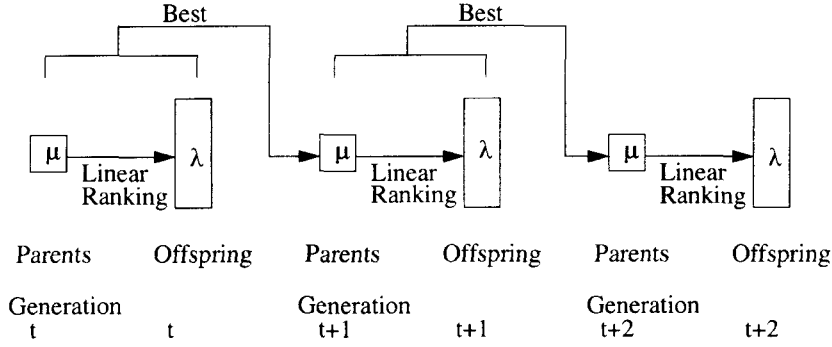 Best Best
μ λ μ λ μ λ
Linear Linear Linear
Ranking Ranking Ranking
Parents Offspring Parents Offspring Parents Offspring
Generation Generation Generation
t t t+1 t+1 t+2 t+2